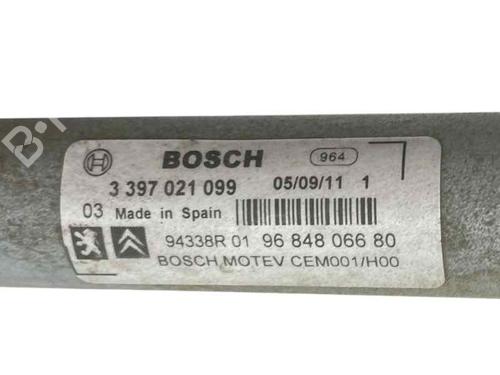 BOSCH 964
3 397 021 099 05/09/11 1
03 Made in Spain
94338R 01 96 848 066 80
BOSCH MOTEV CEM001/H00